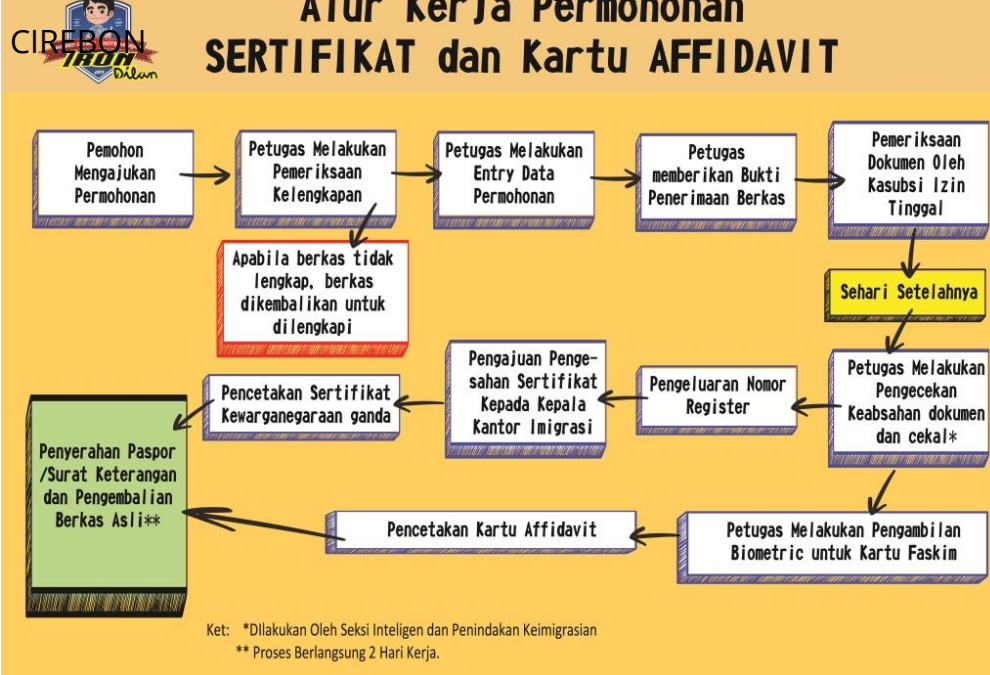 Alur Kerja Permohonan
SERTIFIKAT dan Kartu AFFIDAVIT
CIREBON
IRON
Dilan
Pemohon
Mengajukan
Permohonan
Petugas Melakukan
Pemeriksaan
Kelengkapan
Petugas Melakukan
Entry Data
Permohonan
Petugas
memberikan Bukti
Penerimaan Berkas
Pemeriksaan
Dokumen Oleh
Kasubsi Izin
Tinggal
Apabila berkas tidak
lengkap, berkas
dikembalikan untuk
dilengkapi
Sehari Setelahnya
Petugas Melakukan
Pengecekan
Keabsahan dokumen
dan cekal*
Pengeluaran Nomor
Register
Pengajuan Penge-
sahan Sertifikat
Kepada Kepala
Kantor Imigrasi
Pencetakan Sertifikat
Kewarganegaraan ganda
Penyerahan Paspor
/Surat Keterangan
dan Pengembalian
Berkas Asli**
Pencetakan Kartu Affidavit
Petugas Melakukan Pengambilan
Biometric untuk Kartu Faskim
Ket: *DIlakukan Oleh Seksi Inteligen dan Penindakan Keimigrasian
** Proses Berlangsung 2 Hari Kerja.